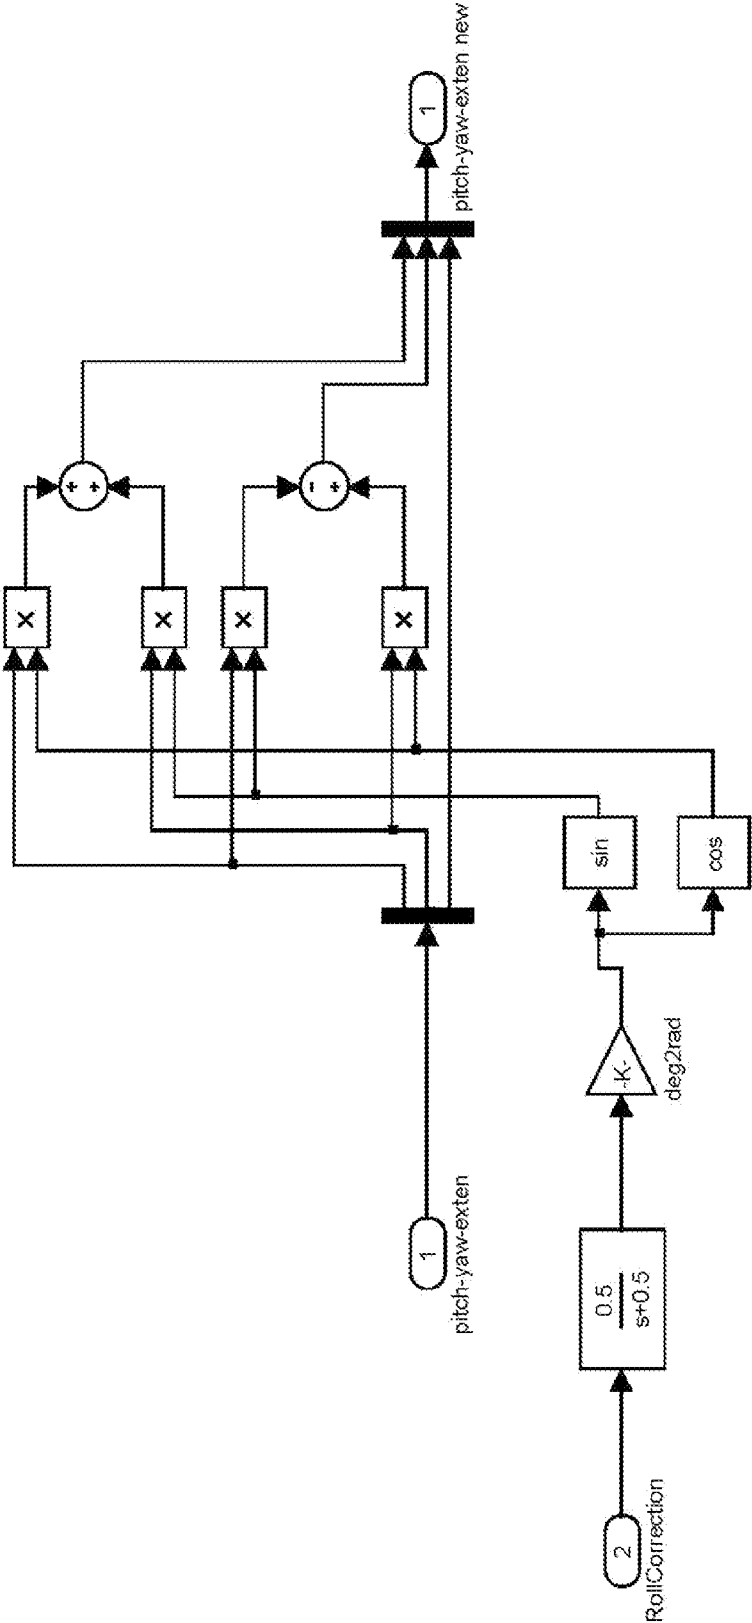 1
pitch-yaw-exten new
+
+
-
+
×
×
×
×
sin
cos
-K-
deg2rad
1
pitch-yaw-exten
0.5
s+0.5
2
RollCorrection